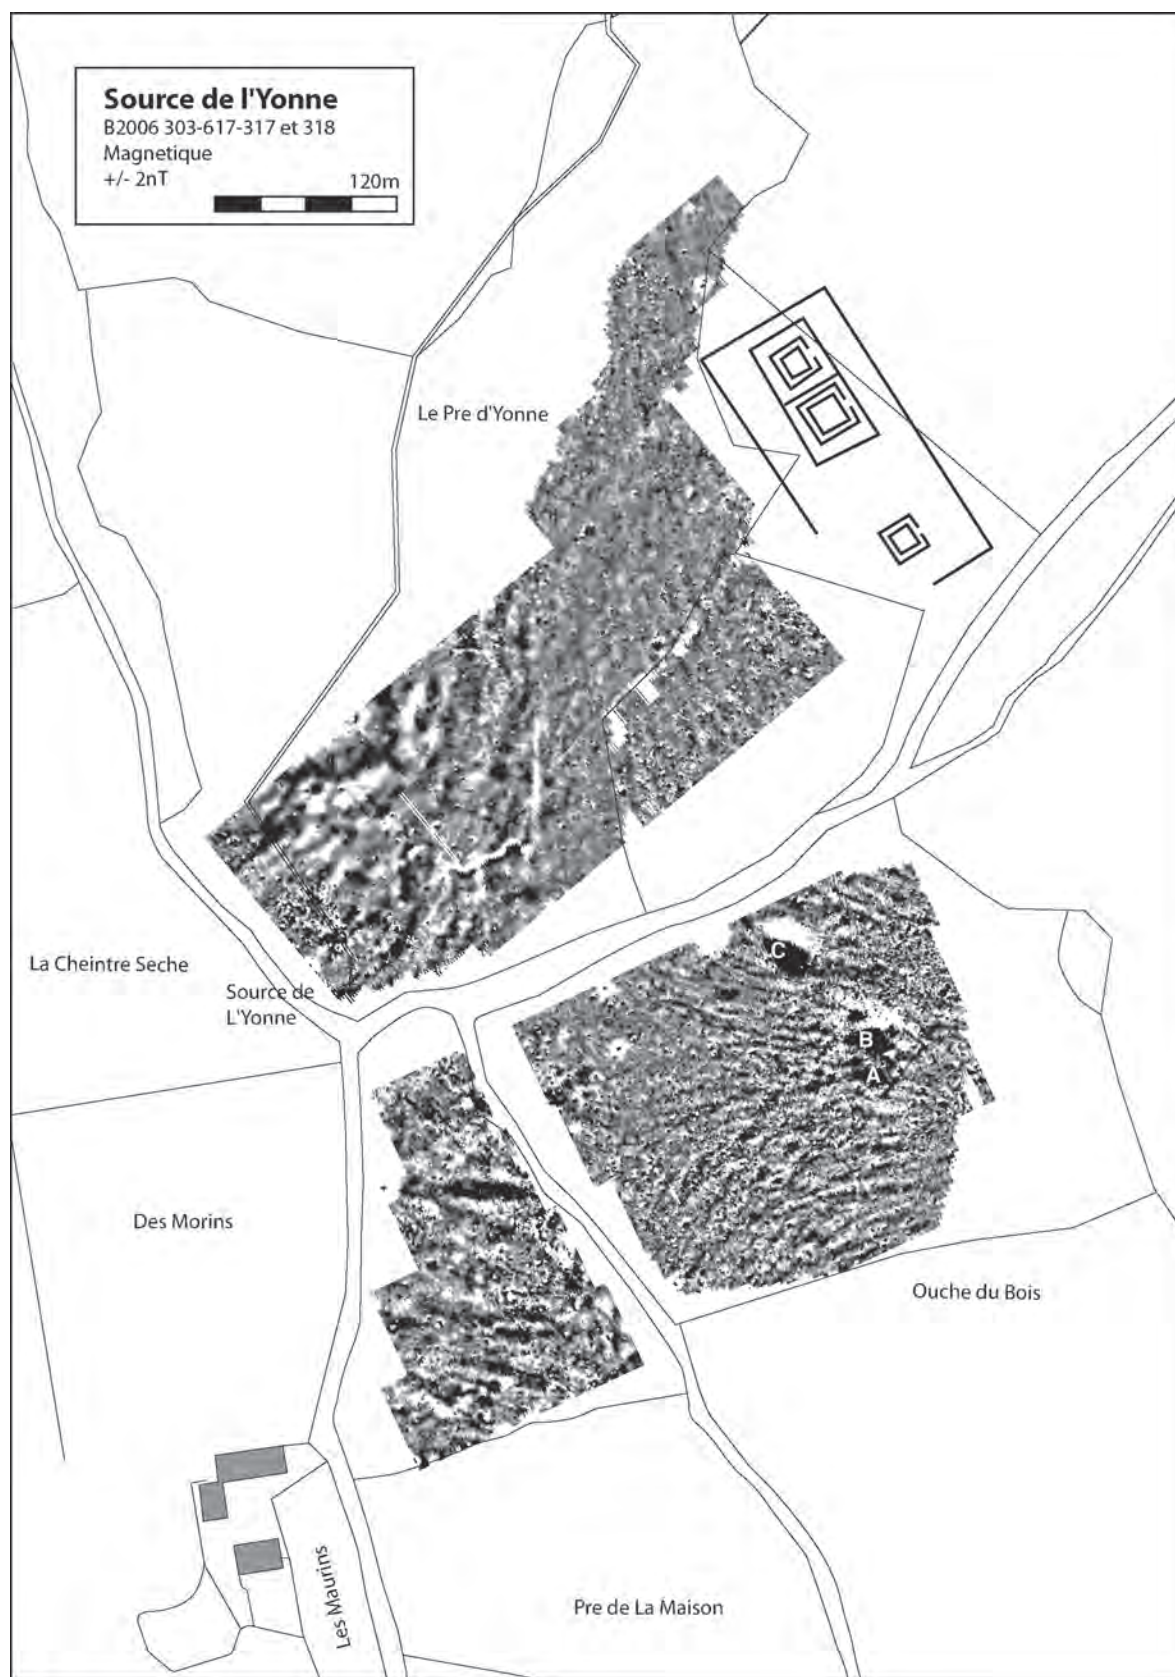 Source de l'Yonne
B2006 303-617-317 et 318
Magnetique
+/- 2nT
120m
Le Pre d'Yonne
C
La Cheintre Seche
Source de
L'Yonne
B
A
Des Morins
Ouche du Bois
Les Maurins
Pre de La Maison